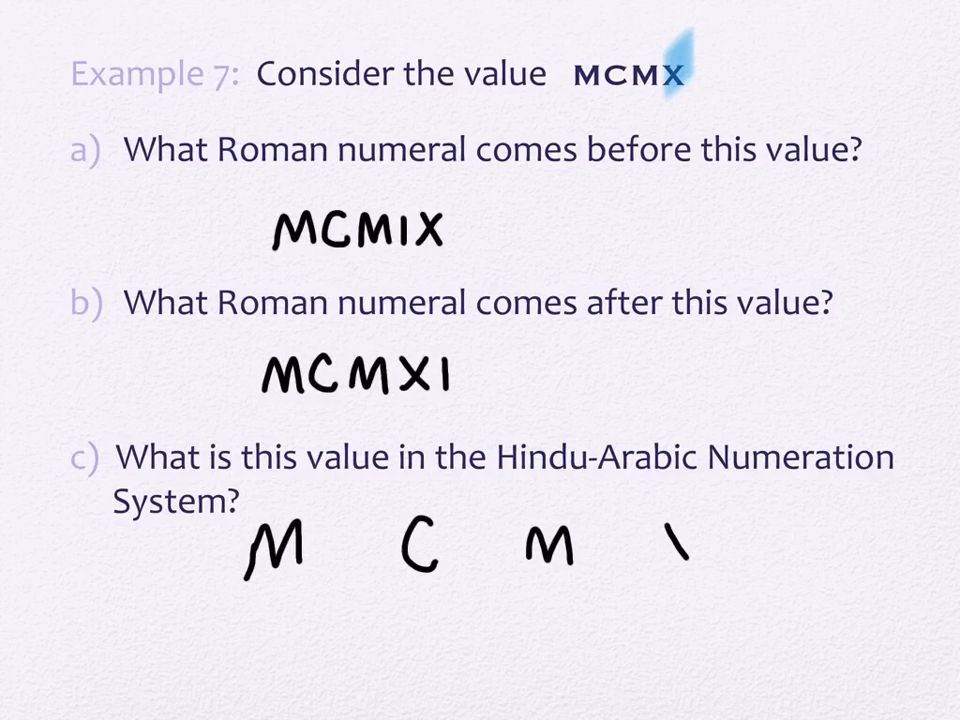 Example 7: Consider the value MCMX
a) What Roman numeral comes before this value?
MCMIX
b) What Roman numeral comes after this value?
MCMXI
c) What is this value in the Hindu-Arabic Numeration
System?
M C M \